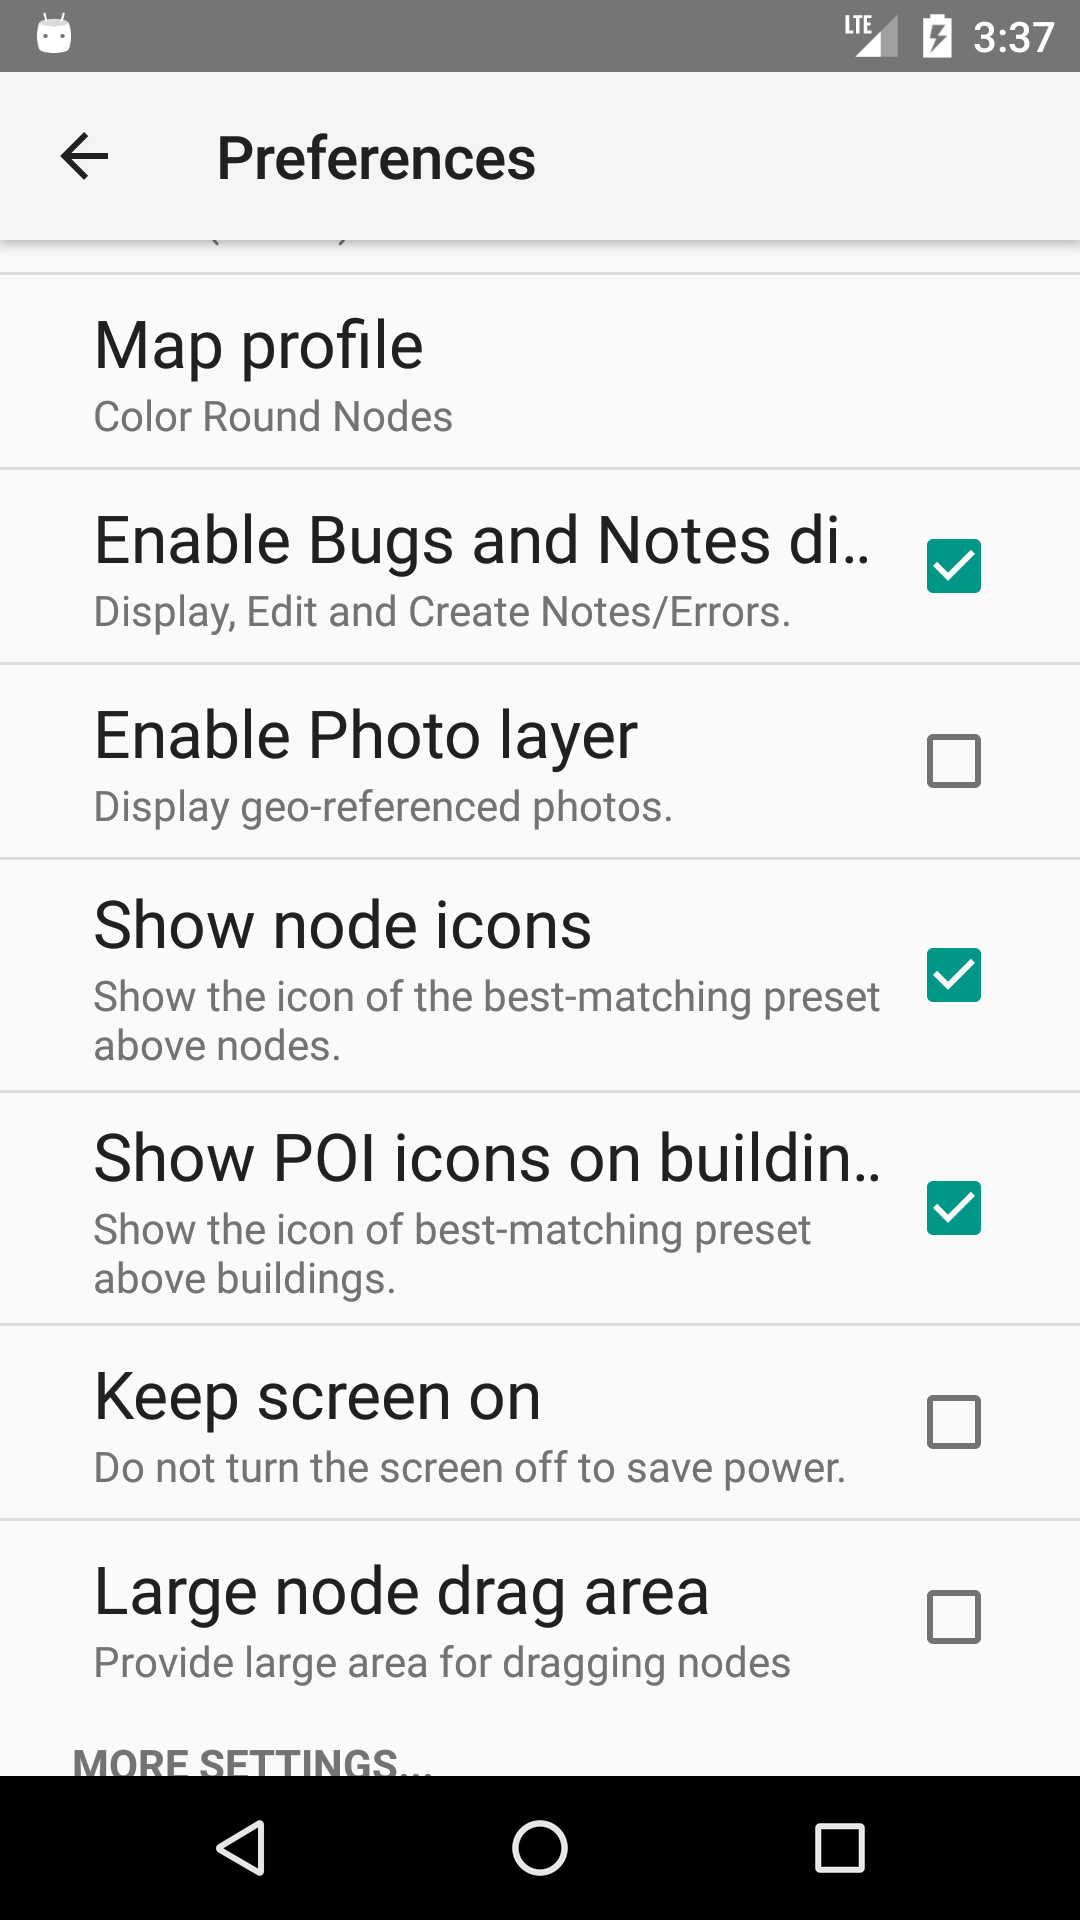 LTE 3:37
Preferences
Map profile
Color Round Nodes
Enable Bugs and Notes di..
Display, Edit and Create Notes/Errors.
Enable Photo layer
Display geo-referenced photos.
Show node icons
Show the icon of the best-matching preset
above nodes.
Show POI icons on buildin..
Show the icon of best-matching preset
above buildings.
Keep screen on
Do not turn the screen off to save power.
Large node drag area
Provide large area for dragging nodes
MORE SETTINGS...